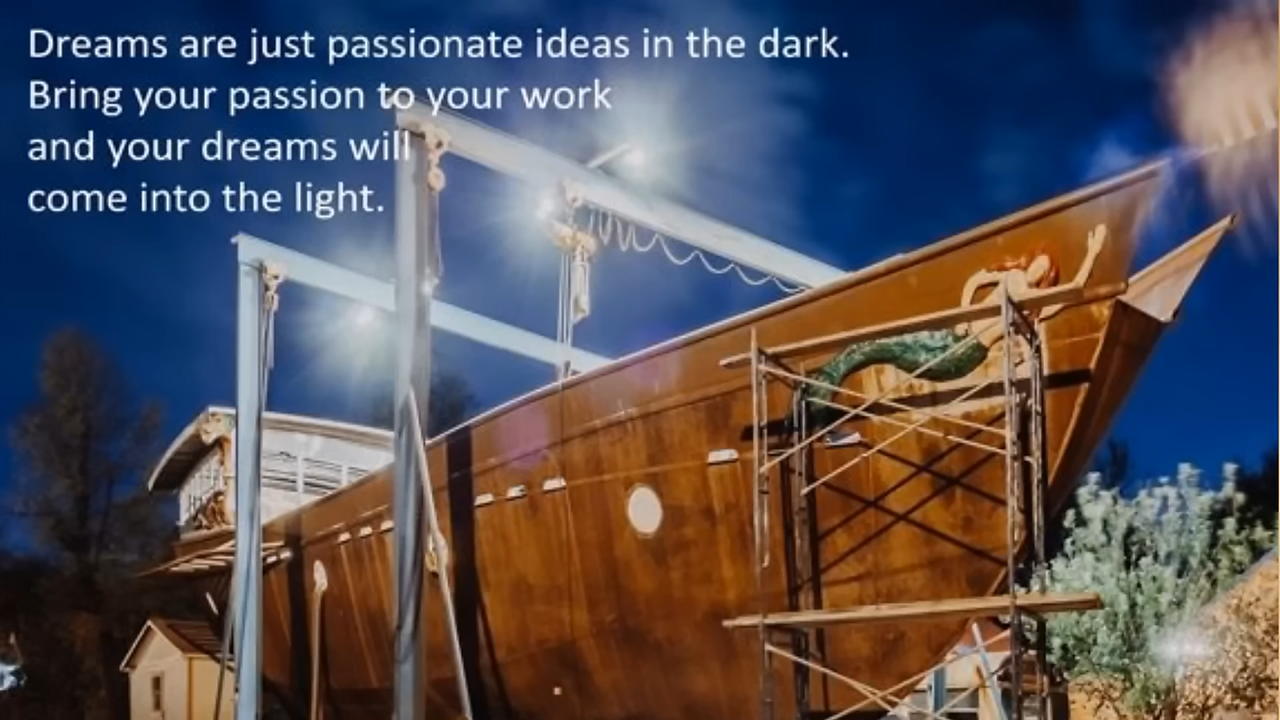 Dreams are just passionate ideas in the dark.
Bring your passion to your work
and your dreams will
come into the light.